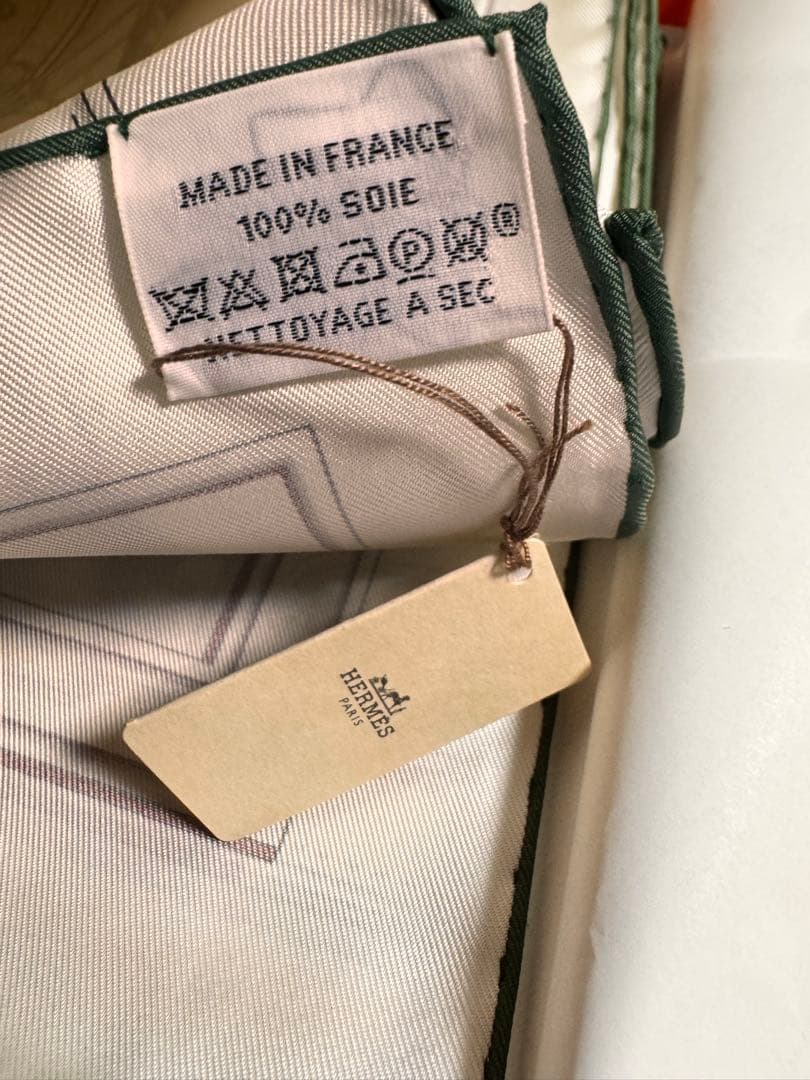 MADE IN FRANCE
100% SOIE
P ®
NETTOYAGE A SEC
HERMES
PARIS